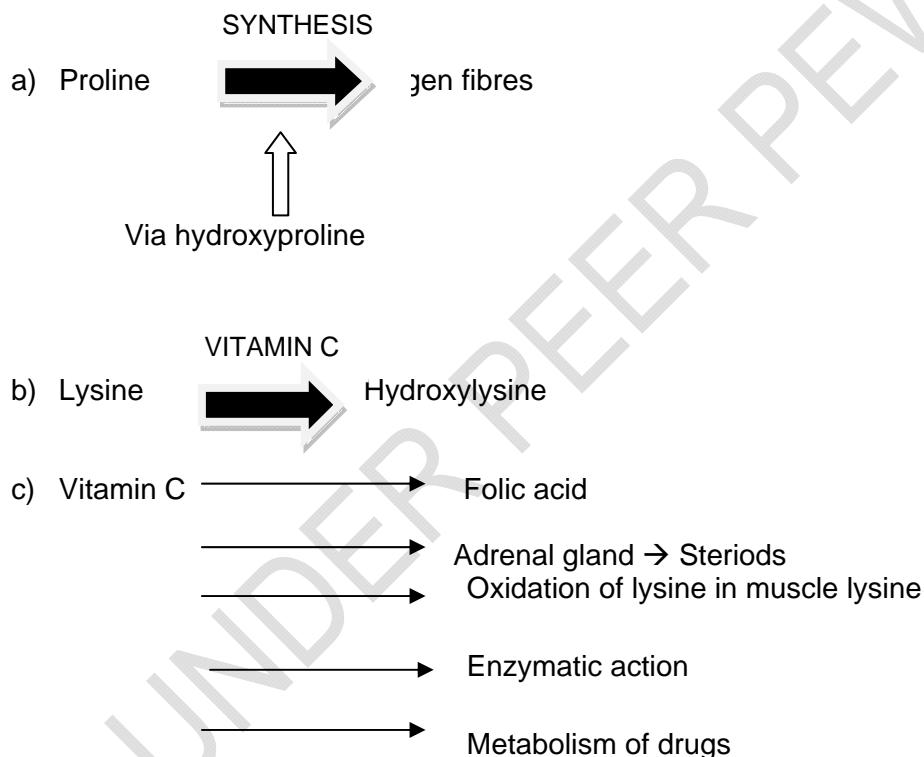 SYNTHESIS
a) Proline gen fibres
Via hydroxyproline
VITAMIN C
b) Lysine Hydroxylysine
c) Vitamin C Folic acid
Adrenal gland → Steriods
Oxidation of lysine in muscle lysine
Enzymatic action
Metabolism of drugs
UNDER PEER